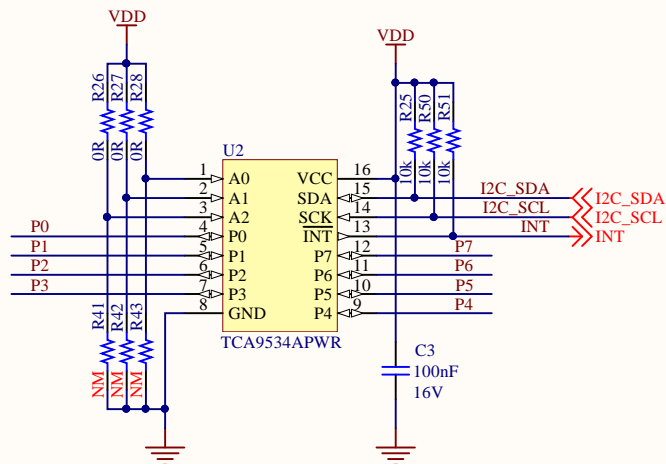 VDD
VDD
R26
R27
R28
0R
0R
0R
R25
R50
R51
10k
10k
10k
U2
1 A0 VCC 16
2 A1 SDA 15 I2C_SDA I2C_SDA
3 A2 SCK 14 I2C_SCL I2C_SCL
P0 4 P0 INT 13 INT INT
P1 5 P1 P7 12 P7
P2 6 P2 P6 11 P6
P3 7 P3 P5 10 P5
8 GND P4 9 P4
TCA9534APWR
R41
R42
R43
NM
NM
NM
C3
100nF
16V